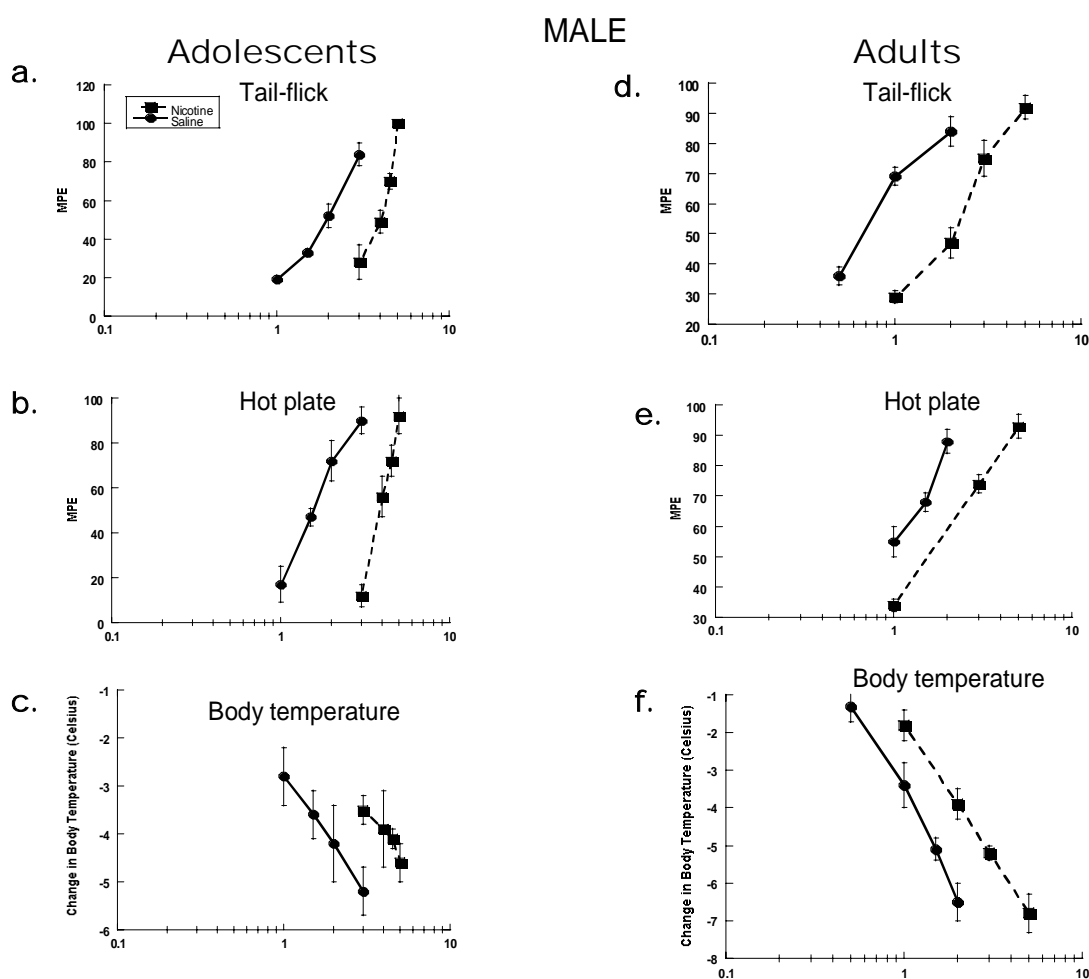 MALE
Adolescents
Adults
a.
Tail-flick
Nicotine
Saline
120
100
80
60
40
20
0
MPE
0.1 1 10
d.
Tail-flick
100
90
80
70
60
50
40
30
20
MPE
0.1 1 10
b.
Hot plate
100
80
60
40
20
0
MPE
0.1 1 10
e.
Hot plate
100
90
80
70
60
50
40
30
MPE
0.1 1 10
c.
Body temperature
-1
-2
-3
-4
-5
-6
Change in Body Temperature (Celsius)
0.1 1 10
f.
Body temperature
-1
-2
-3
-4
-5
-6
-7
-8
Change in Body Temperature (Celsius)
0.1 1 10